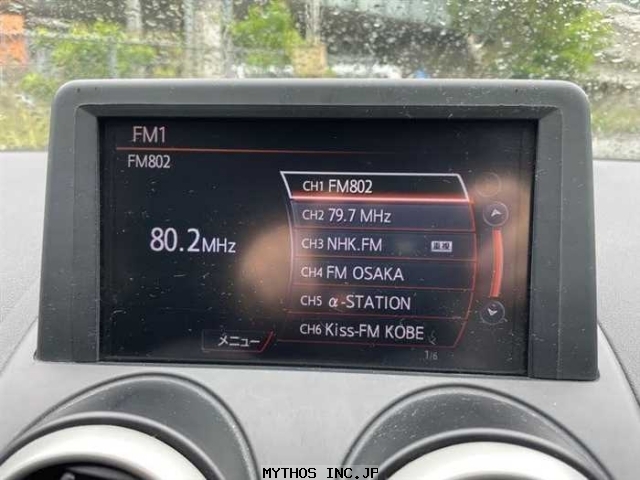 FM1
FM802
80.2MHz
CH1 FM802
CH2 79.7 MHz
CH3 NHK.FM
CH4 FM OSAKA
CH5 α-STATION
CH6 Kiss-FM KOBE
メニュー
1/6
MYTHOS INC.JP